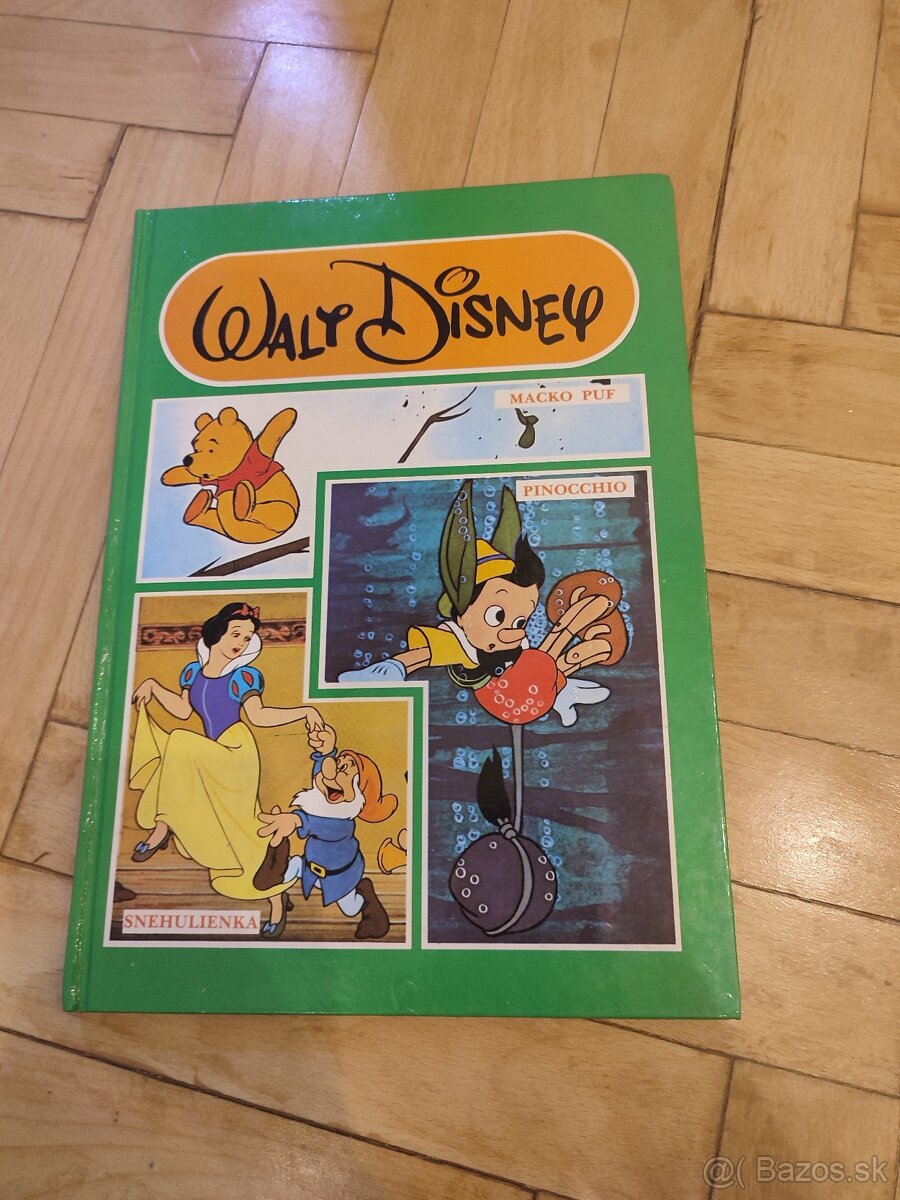 WALT DISNEY
MACKO PUF
PINOCCHIO
SNEHULIENKA
@( Bazos.sk